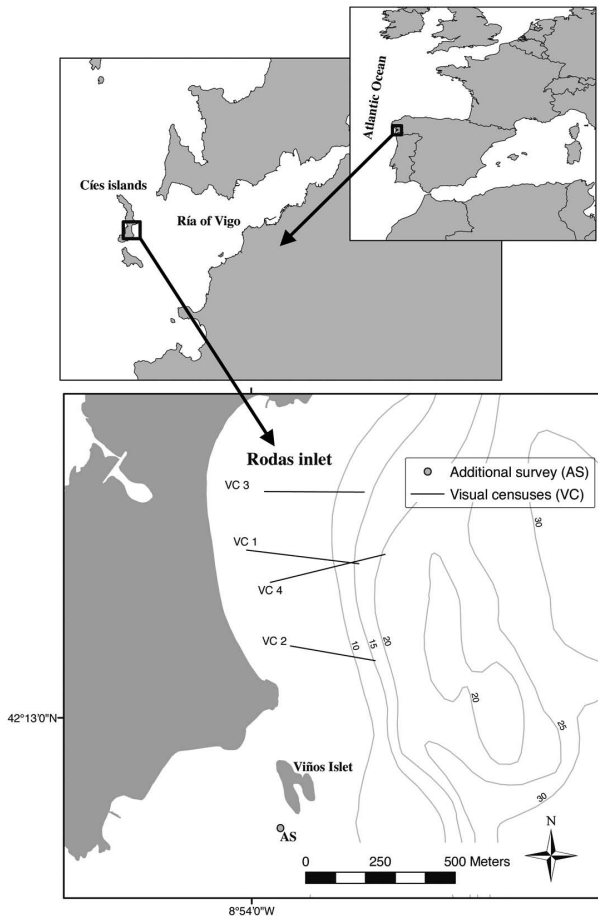 Atlantic Ocean
Cíes islands
Ría of Vigo
Rodas inlet
Additional survey (AS)
Visual censuses (VC)
VC 3
VC 1
VC 4
VC 2
30
20
15
10
20
25
30
42°13'0"N
Viños Islet
AS
N
0 250 500 Meters
8°54'0"W